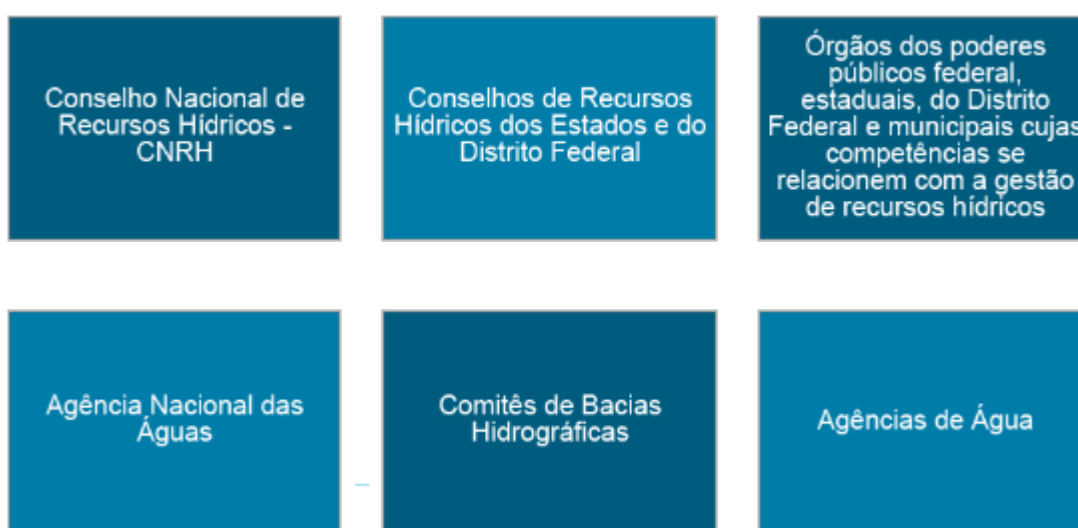 Conselho Nacional de
Recursos Hídricos -
CNRH
Conselhos de Recursos
Hídricos dos Estados e do
Distrito Federal
Órgãos dos poderes
públicos federal,
estaduais, do Distrito
Federal e municipais cujas
competências se
relacionem com a gestão
de recursos hídricos
Agência Nacional das
Águas
Comitês de Bacias
Hidrográficas
Agências de Água